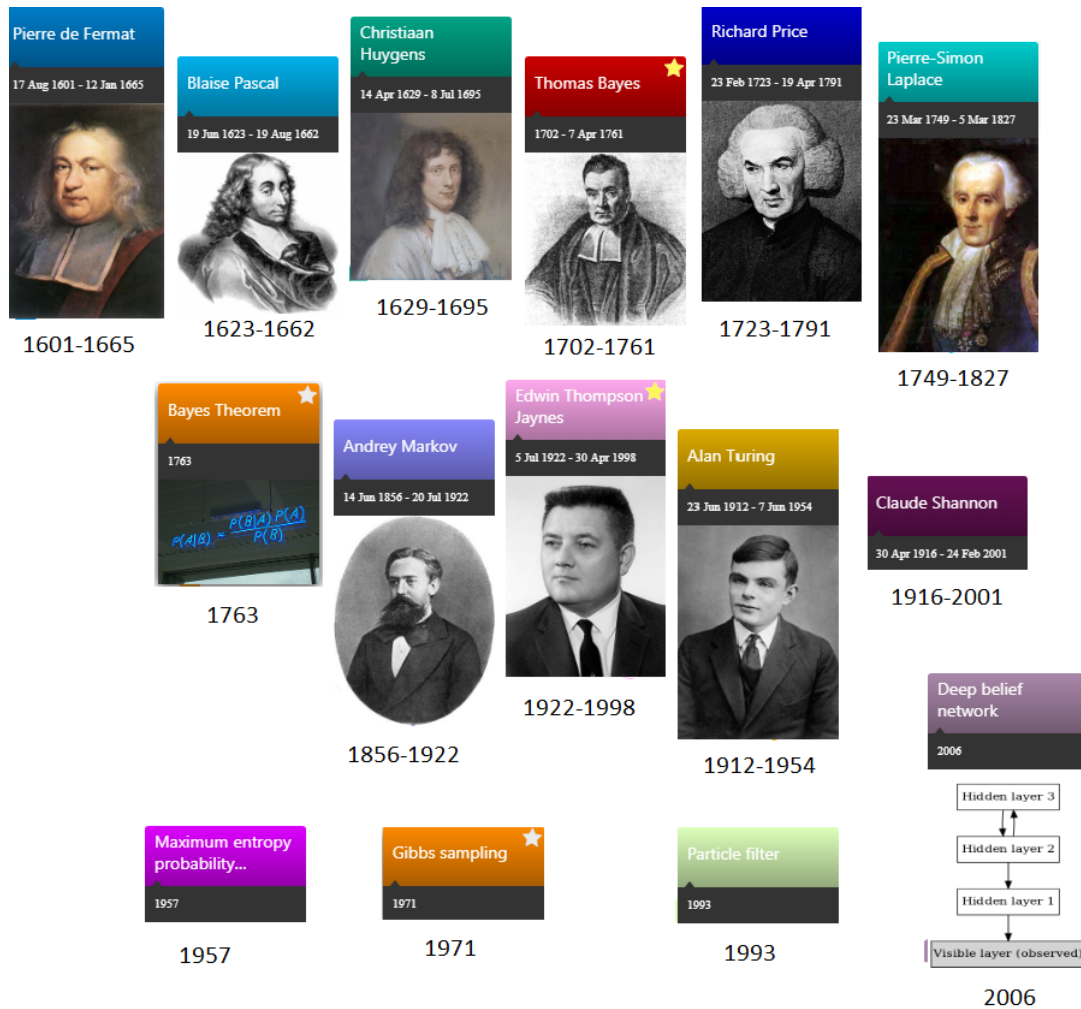 Pierre de Fermat
17 Aug 1601 - 12 Jan 1665
1601-1665
Blaise Pascal
19 Jun 1623 - 19 Aug 1662
1623-1662
Christiaan
Huygens
14 Apr 1629 - 8 Jul 1695
1629-1695
Thomas Bayes
1702 - 7 Apr 1761
1702-1761
Richard Price
23 Feb 1723 - 19 Apr 1791
1723-1791
Pierre-Simon
Laplace
23 Mar 1749 - 5 Mar 1827
1749-1827
Bayes Theorem
1763
P(A|B) = P(B|A) P(A)
P(B)
1763
Andrey Markov
14 Jun 1856 - 20 Jul 1922
1856-1922
Edwin Thompson
Jaynes
5 Jul 1922 - 30 Apr 1998
1922-1998
Alan Turing
23 Jun 1912 - 7 Jun 1954
1912-1954
Claude Shannon
30 Apr 1916 - 24 Feb 2001
1916-2001
Maximum entropy
probability...
1957
1957
Gibbs sampling
1971
1971
Particle filter
1993
1993
Deep belief
network
2006
Hidden layer 3
Hidden layer 2
Hidden layer 1
Visible layer (observed)
2006